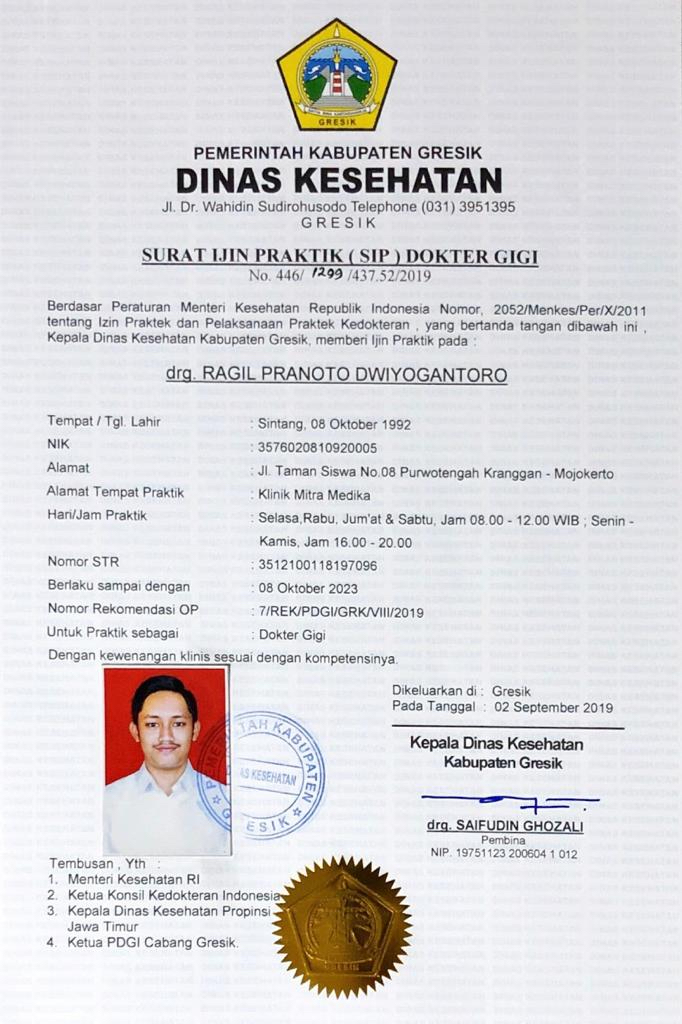 GRESIK
PEMERINTAH KABUPATEN GRESIK
DINAS KESEHATAN
Jl. Dr. Wahidin Sudirohusodo Telephone (031) 3951395
G R E S I K
SURAT IJIN PRAKTIK ( SIP ) DOKTER GIGI
No. 446/ 1299 /437.52/2019
Berdasar Peraturan Menteri Kesehatan Republik Indonesia Nomor, 2052/Menkes/Per/X/2011
tentang Izin Praktek dan Pelaksanaan Praktek Kedokteran , yang bertanda tangan dibawah ini ,
Kepala Dinas Kesehatan Kabupaten Gresik, memberi Ijin Praktik pada :
drg. RAGIL PRANOTO DWIYOGANTORO
Tempat / Tgl. Lahir : Sintang, 08 Oktober 1992
NIK : 3576020810920005
Alamat : Jl. Taman Siswa No.08 Purwotengah Kranggan - Mojokerto
Alamat Tempat Praktik : Klinik Mitra Medika
Hari/Jam Praktik : Selasa,Rabu, Jum'at & Sabtu, Jam 08.00 - 12.00 WIB ; Senin -
Kamis, Jam 16.00 - 20.00
Nomor STR : 3512100118197096
Berlaku sampai dengan : 08 Oktober 2023
Nomor Rekomendasi OP : 7/REK/PDGI/GRK/VIII/2019
Untuk Praktik sebagai : Dokter Gigi
Dengan kewenangan klinis sesuai dengan kompetensinya.
Dikeluarkan di : Gresik
Pada Tanggal : 02 September 2019
Kepala Dinas Kesehatan
Kabupaten Gresik
drg. SAIFUDIN GHOZALI
Pembina
NIP. 19751123 200604 1 012
KABUPATEN
AS KESEHATAN
ESIK
Tembusan , Yth :
1. Menteri Kesehatan RI
2. Ketua Konsil Kedokteran Indonesia
3. Kepala Dinas Kesehatan Propinsi
Jawa Timur
4. Ketua PDGI Cabang Gresik.
GRESIK